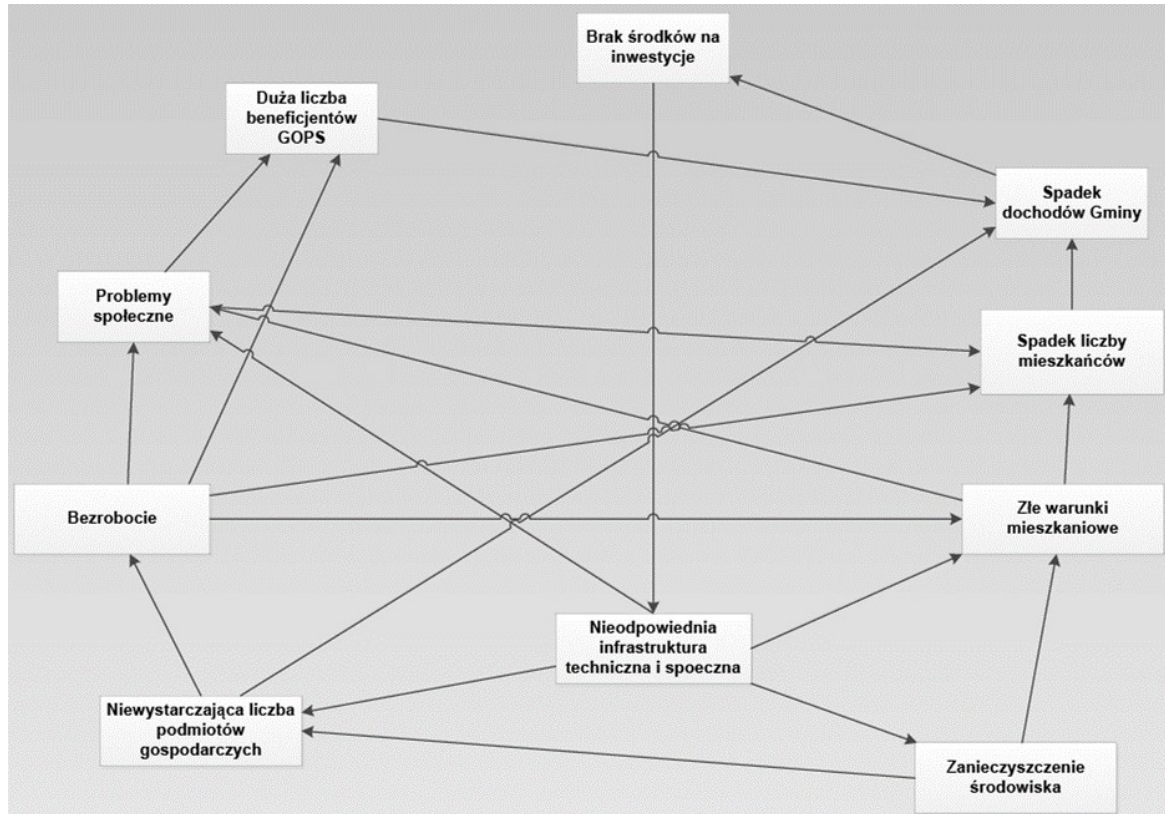 Brak środków na
inwestycje
Duża liczba
beneficjentów
GOPS
Spadek
dochodów Gminy
Problemy
społeczne
Spadek liczby
mieszkańców
Bezrobocie
Złe warunki
mieszkaniowe
Nieodpowiednia
infrastruktura
techniczna i spoeczna
Niewystarczająca liczba
podmiotów
gospodarczych
Zanieczyszczenie
środowiska